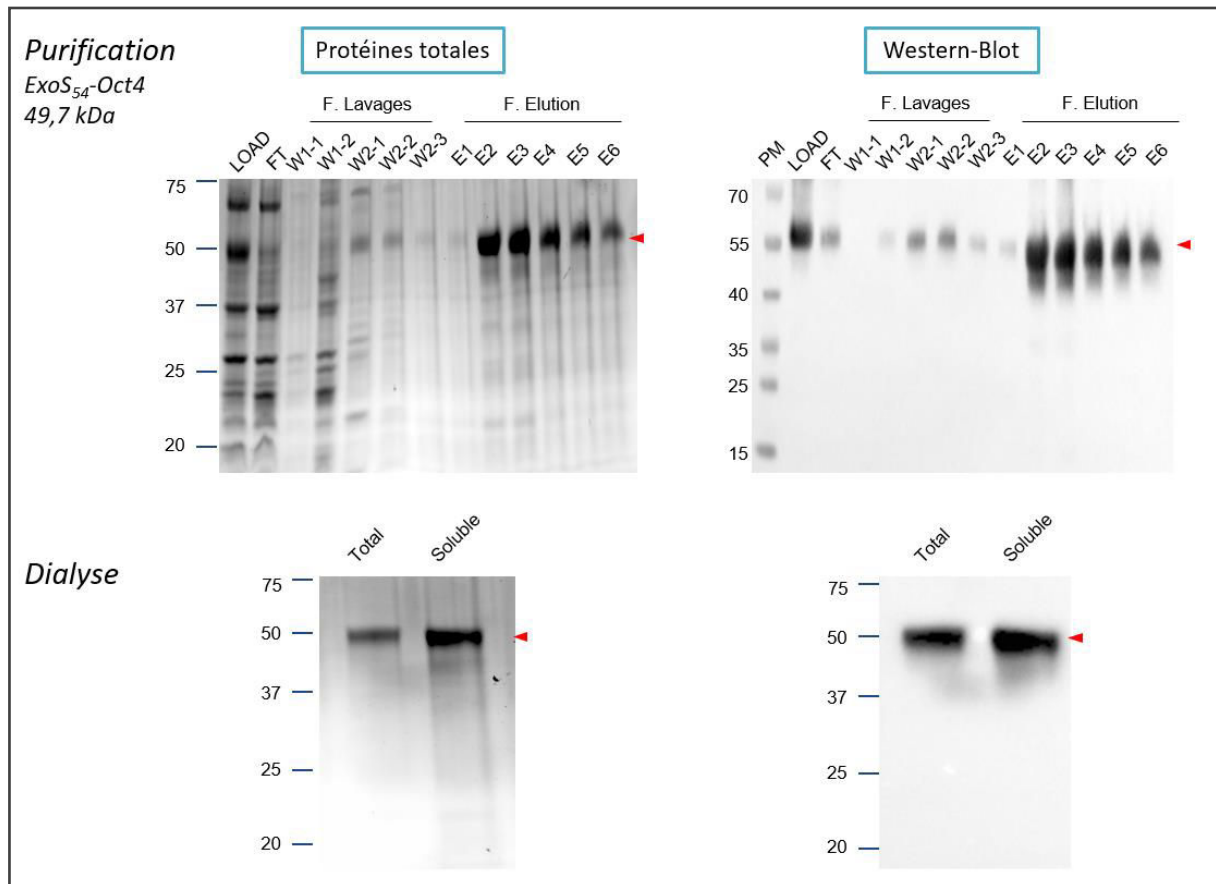 Purification
ExoS54-Oct4
49,7 kDa
Protéines totales
F. Lavages
F. Elution
LOAD FT W1-1 W1-2 W2-1 W2-2 W2-3 E1 E2 E3 E4 E5 E6
75
50
37
25
20
Western-Blot
F. Lavages
F. Elution
PM LOAD FT W1-1 W1-2 W2-1 W2-2 W2-3 E1 E2 E3 E4 E5 E6
70
55
40
35
25
15
Dialyse
Total Soluble
75
50
37
25
20
Total Soluble
75
50
37
25
20